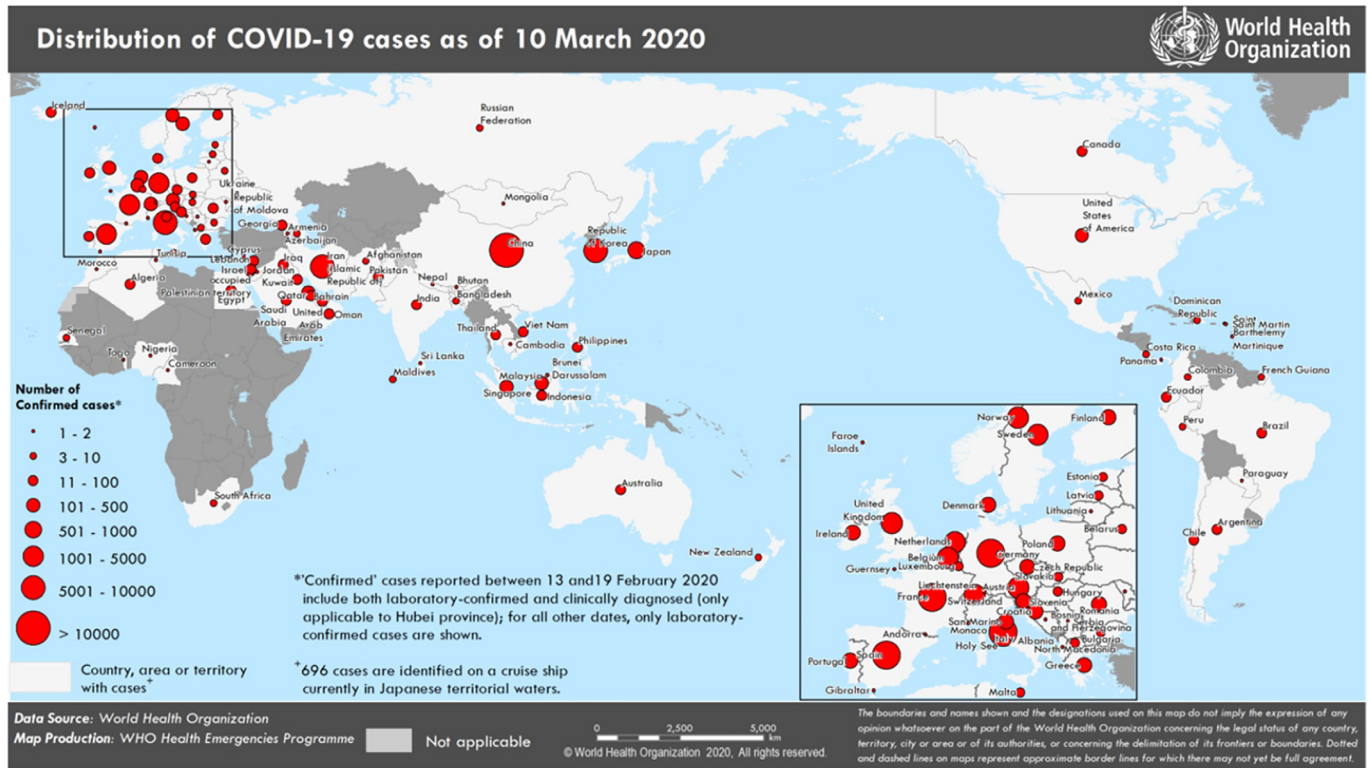 Distribution of COVID-19 cases as of 10 March 2020
World Health
Organization
Iceland
Russian
Federation
Canada
United
States
of America
Ukraine
Republic
of Moldova
Georgia
Armenia
Azerbaijan
Mongolia
China
Republic
of Korea
Japan
Morocco
Tunisia
Algeria
Cyprus
Lebanon
Israel
occupied
Palestinian territory
Egypt
Iraq
Jordan
Kuwait
Iran
Islamic
Republic of)
Afghanistan
Pakistan
Qatar
Bahrain
Saudi
Arabia
United
Arab
Emirates
Oman
Nepal
Bhutan
India
Bangladesh
Thailand
Viet Nam
Cambodia
Philippines
Sri Lanka
Maldives
Malaysia
Brunei
Darussalam
Singapore
Indonesia
Mexico
Dominican
Republic
Saint Martin
Saint
Barthelemy
Martinique
Costa Rica
Panama
Colombia
French Guiana
Ecuador
Peru
Brazil
Paraguay
Chile
Argentina
Senegal
Togo
Nigeria
Cameroon
South Africa
Australia
New Zealand
Number of
Confirmed cases*
1 - 2
3 - 10
11 - 100
101 - 500
501 - 1000
1001 - 5000
5001 - 10000
> 10000
Country, area or territory
with cases+
*'Confirmed' cases reported between 13 and19 February 2020
include both laboratory-confirmed and clinically diagnosed (only
applicable to Hubei province); for all other dates, only laboratory-
confirmed cases are shown.
+696 cases are identified on a cruise ship
currently in Japanese territorial waters.
Norway
Sweden
Finland
Faroe
Islands
Estonia
Latvia
Lithuania
Denmark
United
Kingdom
Ireland
Belarus
Netherlands
Poland
Belgium
Germany
Guernsey
Luxembourg
Czech Republic
Slovakia
Liechtenstein
Austria
Hungary
France
Switzerland
Slovenia
Romania
Croatia
San Marino
Bosnia
and Herzegovina
Serbia
Monaco
Andorra
Italy
Albania
Bulgaria
Holy See
North Macedonia
Portugal
Spain
Greece
Gibraltar
Malta
Data Source: World Health Organization
Map Production: WHO Health Emergencies Programme
Not applicable
0 2,500 5,000
km
© World Health Organization 2020, All rights reserved.
The boundaries and names shown and the designations used on this map do not imply the expression of any
opinion whatsoever on the part of the World Health Organization concerning the legal status of any country,
territory, city or area or of its authorities, or concerning the delimitation of its frontiers or boundaries. Dotted
and dashed lines on maps represent approximate border lines for which there may not yet be full agreement.